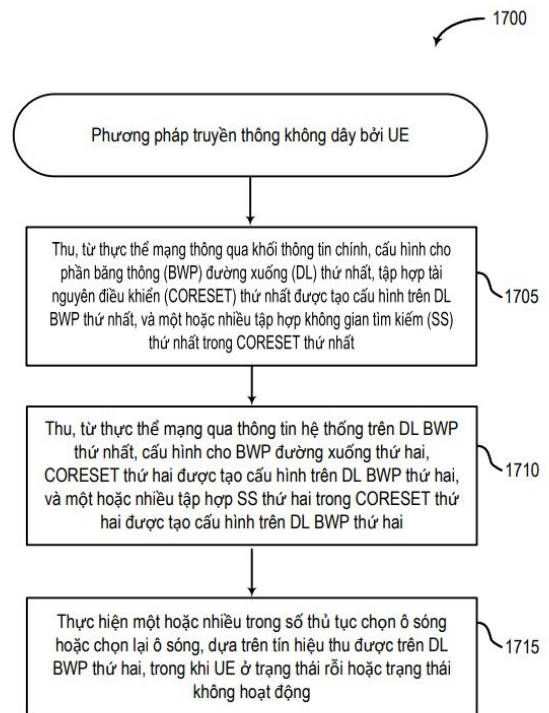 1700
Phương pháp truyền thông không dây bởi UE
Thu, từ thực thể mạng thông qua khối thông tin chính, cấu hình cho
phần băng thông (BWP) đường xuống (DL) thứ nhất, tập hợp tài
nguyên điều khiển (CORESET) thứ nhất được tạo cấu hình trên DL
BWP thứ nhất, và một hoặc nhiều tập hợp không gian tìm kiếm (SS)
thứ nhất trong CORESET thứ nhất
1705
Thu, từ thực thể mạng qua thông tin hệ thống trên DL BWP
thứ nhất, cấu hình cho BWP đường xuống thứ hai,
CORESET thứ hai được tạo cấu hình trên DL BWP thứ hai,
và một hoặc nhiều tập hợp SS thứ hai trong CORESET thứ
hai được tạo cấu hình trên DL BWP thứ hai
1710
Thực hiện một hoặc nhiều trong số thủ tục chọn ô sóng
hoặc chọn lại ô sóng, dựa trên tín hiệu thu được trên DL
BWP thứ hai, trong khi UE ở trạng thái rỗi hoặc trạng thái
không hoạt động
1715